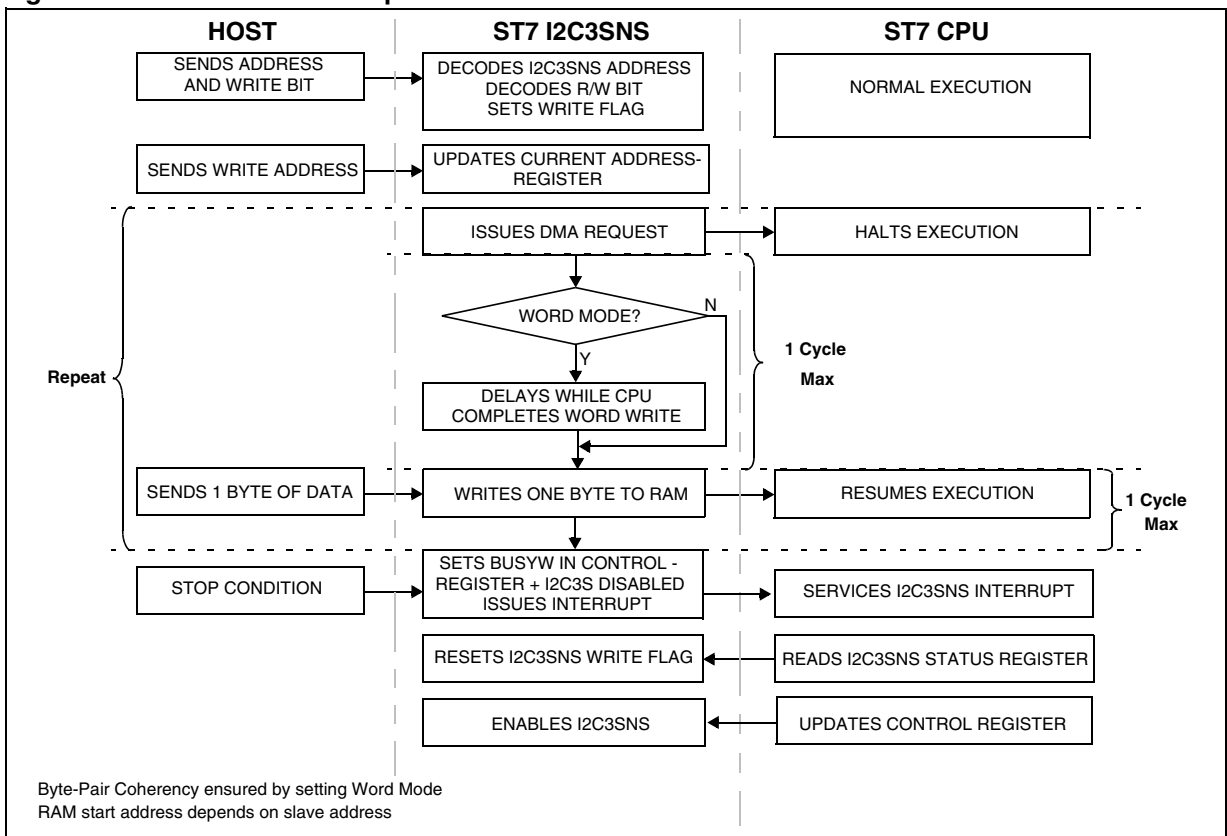 HOST
ST7 I2C3SNS
ST7 CPU
SENDS ADDRESS
AND WRITE BIT
DECODES I2C3SNS ADDRESS
DECODES R/W BIT
SETS WRITE FLAG
NORMAL EXECUTION
SENDS WRITE ADDRESS
UPDATES CURRENT ADDRESS-
REGISTER
ISSUES DMA REQUEST
HALTS EXECUTION
WORD MODE?
N
Y
1 Cycle
Max
Repeat
DELAYS WHILE CPU
COMPLETES WORD WRITE
SENDS 1 BYTE OF DATA
WRITES ONE BYTE TO RAM
RESUMES EXECUTION
1 Cycle
Max
STOP CONDITION
SETS BUSYW IN CONTROL -
REGISTER + I2C3S DISABLED
ISSUES INTERRUPT
SERVICES I2C3SNS INTERRUPT
RESETS I2C3SNS WRITE FLAG
READS I2C3SNS STATUS REGISTER
ENABLES I2C3SNS
UPDATES CONTROL REGISTER
Byte-Pair Coherency ensured by setting Word Mode
RAM start address depends on slave address